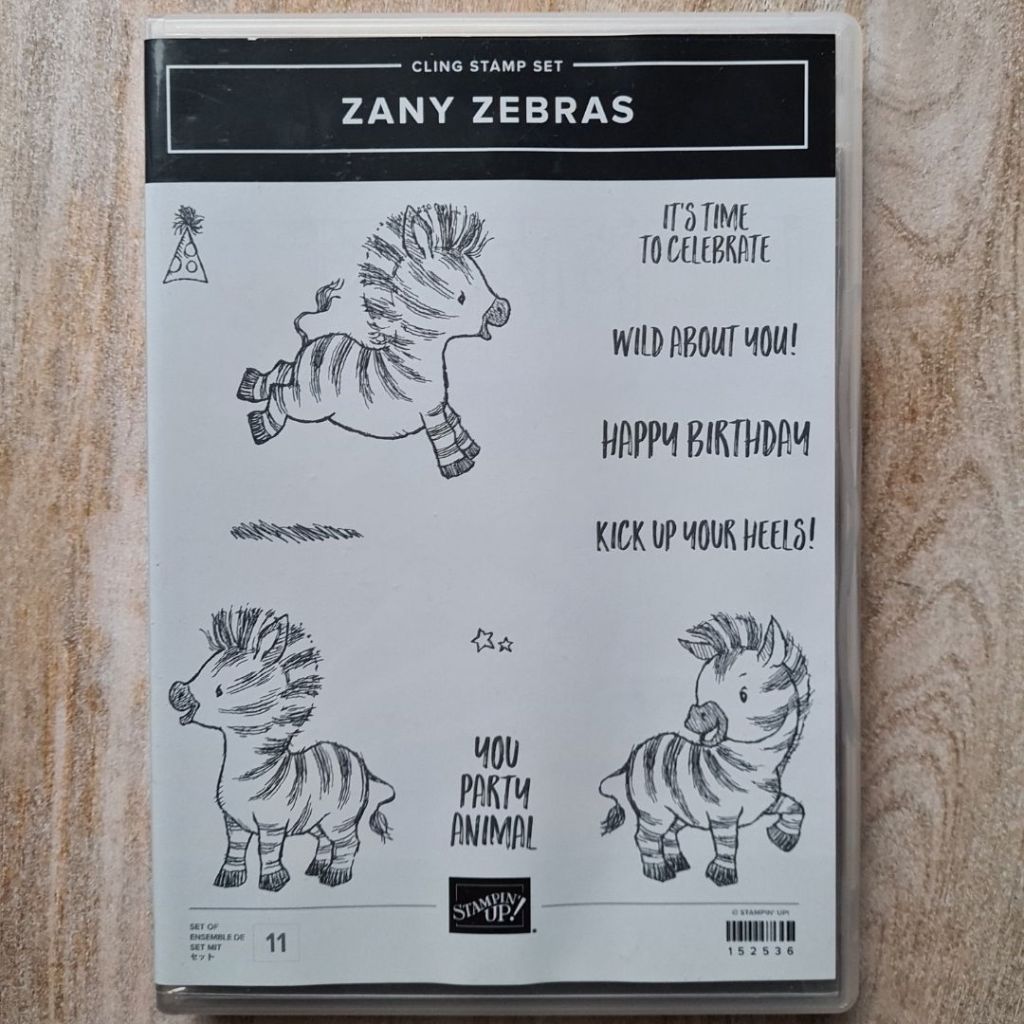 CLING STAMP SET
ZANY ZEBRAS
IT'S TIME
TO CELEBRATE
WILD ABOUT YOU!
HAPPY BIRTHDAY
KICK UP YOUR HEELS!
YOU
PARTY
ANIMAL
STAMPIN'
UP!
SET OF
ENSEMBLE DE
SET MIT
セット
11
© STAMPIN' UP!
152536